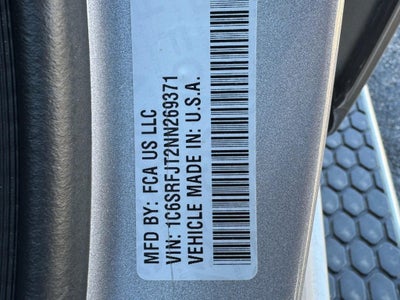 MFD BY: FCA US LLC
VIN: 1C6SRFJT2NN269371
VEHICLE MADE IN: U.S.A.